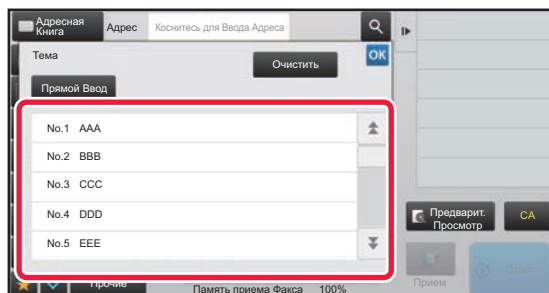 Адресная
Книга
Адрес
Коснитесь для Ввода Адреса
Тема
Очистить
OK
Прямой Ввод
No.1 AAA
No.2 BBB
No.3 CCC
No.4 DDD
No.5 EEE
Предварит.
Просмотр
CA
Прочие
Память приема Факса 100%
Прием
Старт